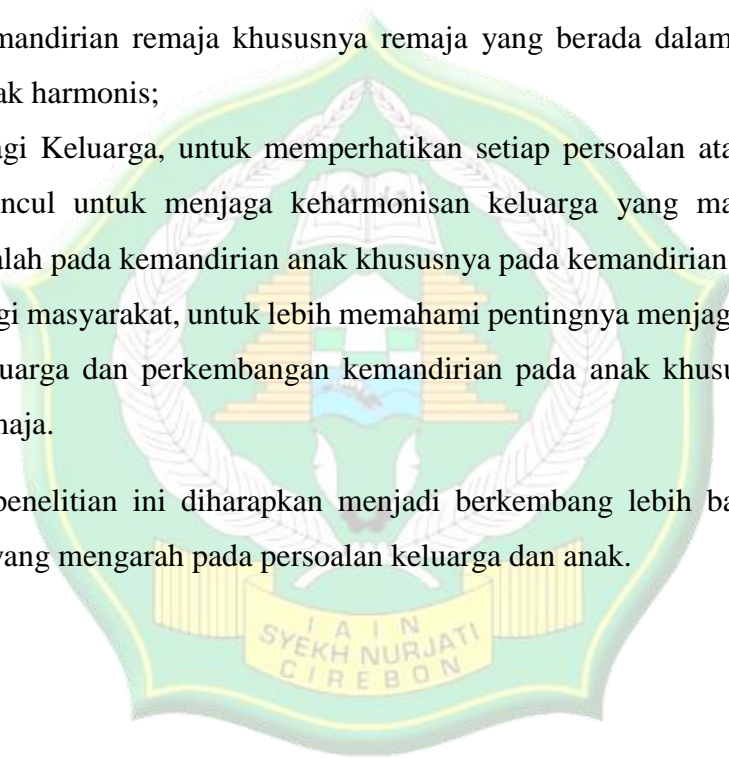 mandirian remaja khususnya remaja yang berada dalam
ak harmonis;
agi Keluarga, untuk memperhatikan setiap persoalan ata
ncul untuk menjaga keharmonisan keluarga yang ma
alah pada kemandirian anak khususnya pada kemandirian
gi masyarakat, untuk lebih memahami pentingnya menjag
uarga dan perkembangan kemandirian pada anak khusu
maja.
penelitian ini diharapkan menjadi berkembang lebih ba
yang mengarah pada persoalan keluarga dan anak.
I A I N
SYEKH NURJATI
CIREBON